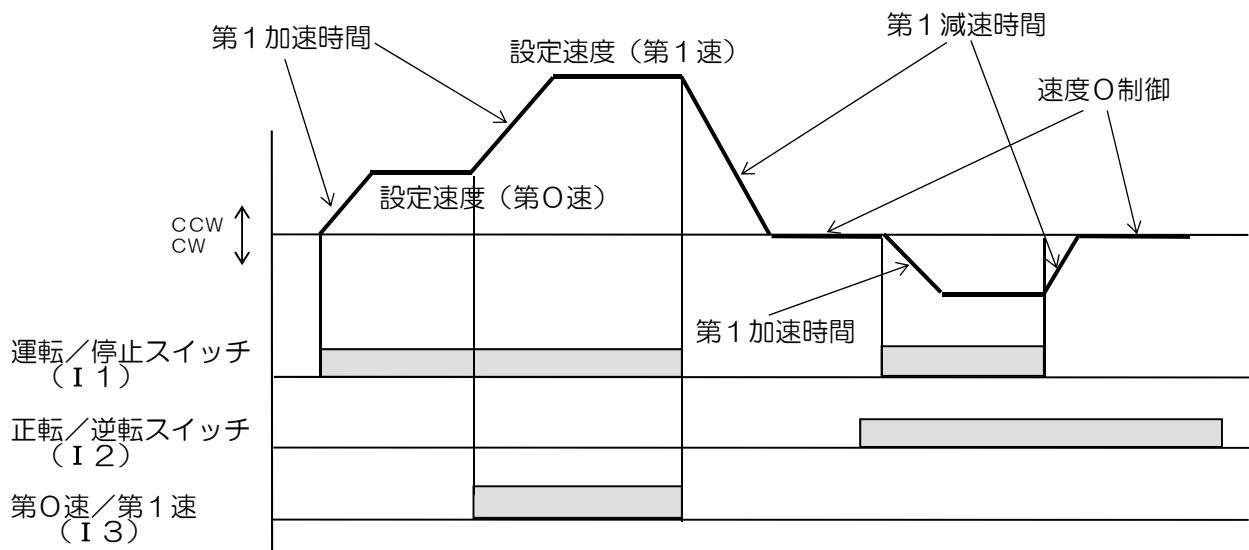 第１加速時間
設定速度（第１速）
第１減速時間
速度０制御
設定速度（第０速）
ＣＣＷ
ＣＷ
第１加速時間
運転／停止スイッチ
（Ｉ１）
正転／逆転スイッチ
（Ｉ２）
第０速／第１速
（Ｉ３）